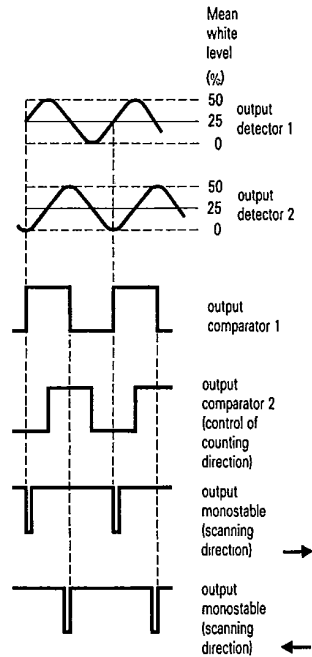 Mean
white
level
(%)
50
25
0
output
detector 1
50
25
0
output
detector 2
output
comparator 1
output
comparator 2
(control of
counting
direction)
output
monostable
(scanning
direction)
output
monostable
(scanning
direction)